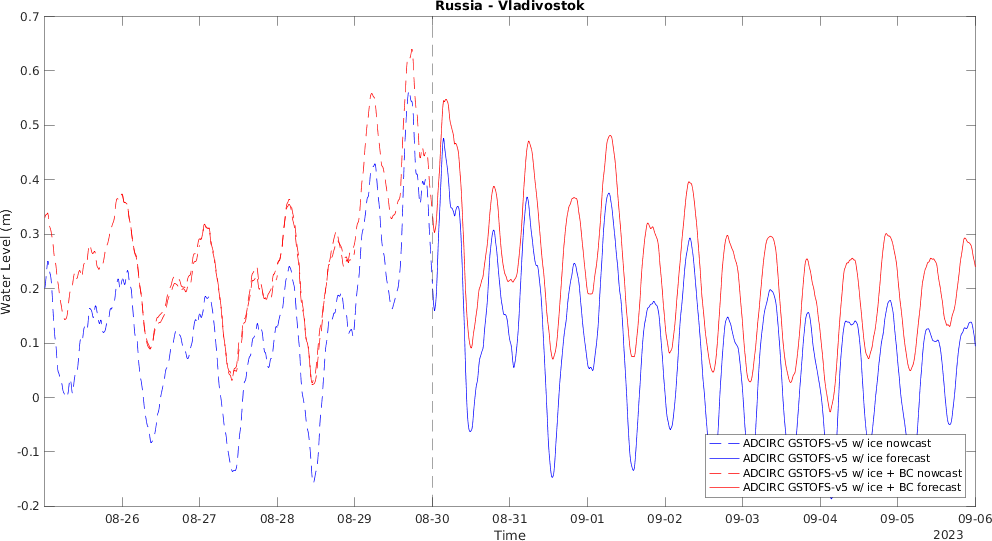 Russia - Vladivostok
0.7
0.6
0.5
0.4
0.3
0.2
0.1
0
-0.1
-0.2
Water Level (m)
ADCIRC GSTOFS-v5 w/ ice nowcast
ADCIRC GSTOFS-v5 w/ ice forecast
ADCIRC GSTOFS-v5 w/ ice + BC nowcast
ADCIRC GSTOFS-v5 w/ ice + BC forecast
08-26 08-27 08-28 08-29 08-30 08-31 09-01 09-02 09-03 09-04 09-05 09-06
Time
2023